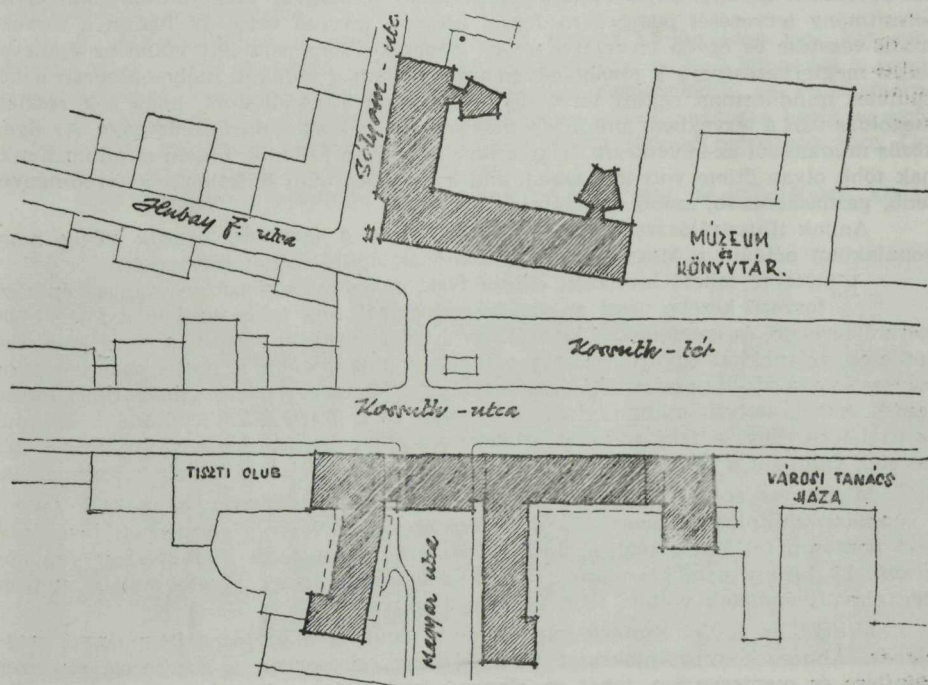 Sólyom-utca
Hubay F. utca
MÚZEUM
és
KÖNYVTÁR.
Kossuth-tér
Kossuth-utca
TISZTI CLUB
VÁROSI TANÁCS
HÁZA
Magyar utca